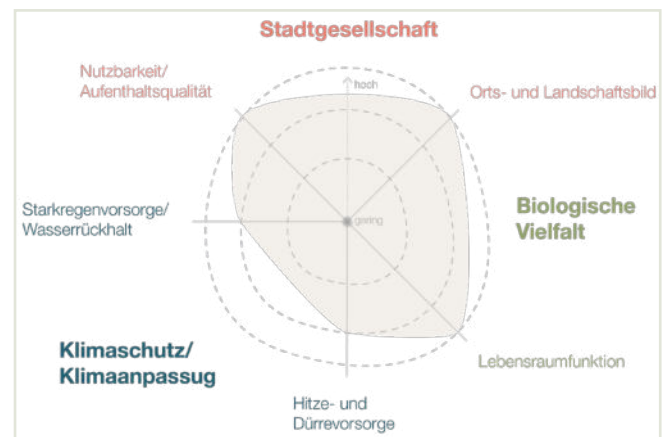 Stadtgesellschaft
Nutzbarkeit/
Aufenthaltsqualität
hoch
Orts- und Landschaftsbild
Starkregenvorsorge/
Wasserrückhalt
gering
Biologische
Vielfalt
Klimaschutz/
Klimaanpassug
Lebensraumfunktion
Hitze- und
Dürrevorsorge